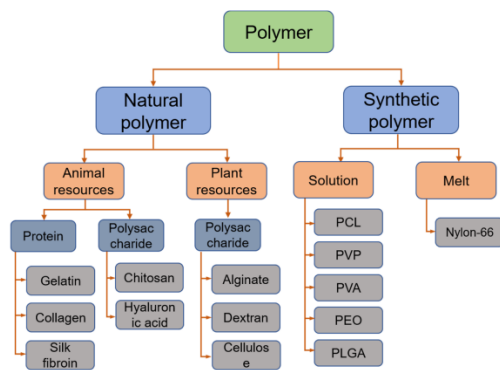 Polymer
Natural
polymer
Synthetic
polymer
Animal
resources
Plant
resources
Solution
Melt
Protein
Polysac
charide
Polysac
charide
PCL
Nylon-66
Gelatin
Chitosan
Alginate
PVP
Collagen
Hyaluron
ic acid
Dextran
PVA
Silk
fibroin
Cellulos
e
PEO
PLGA